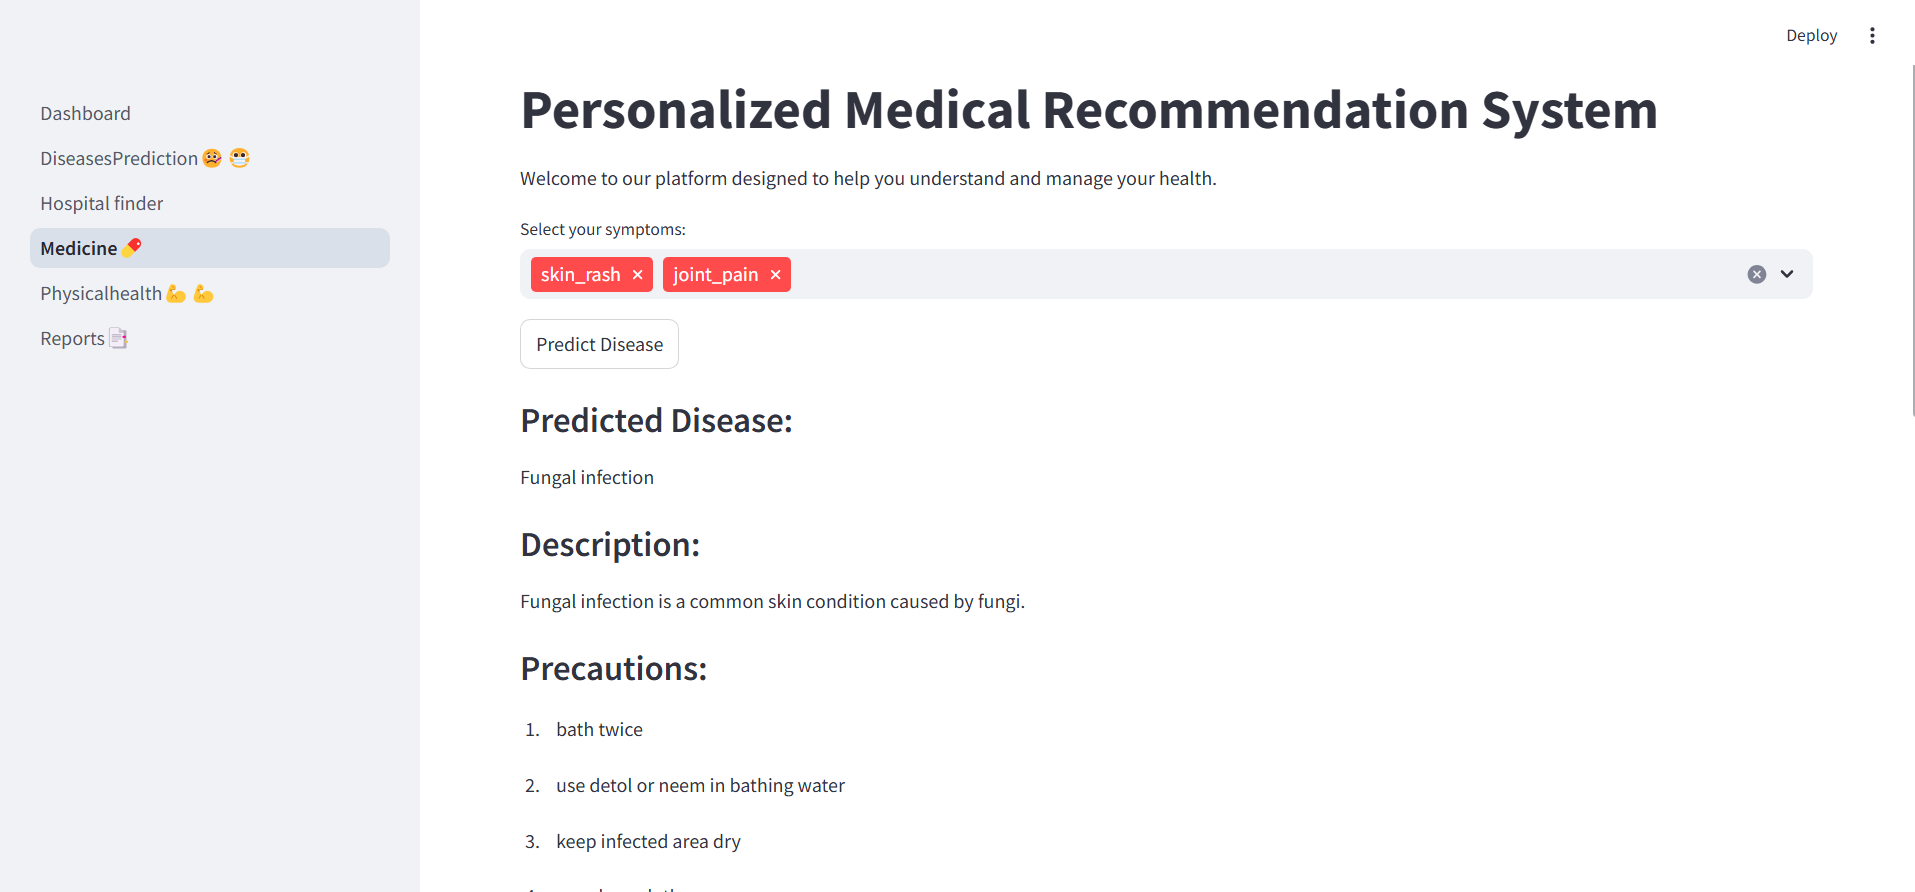 Deploy
Dashboard
DiseasesPrediction🤒 😷
Hospital finder
Medicine💊
Physicalhealth💪 💪
Reports📑
Personalized Medical Recommendation System
Welcome to our platform designed to help you understand and manage your health.
Select your symptoms:
skin_rash × joint_pain ×
Predict Disease
Predicted Disease:
Fungal infection
Description:
Fungal infection is a common skin condition caused by fungi.
Precautions:
1. bath twice
2. use detol or neem in bathing water
3. keep infected area dry